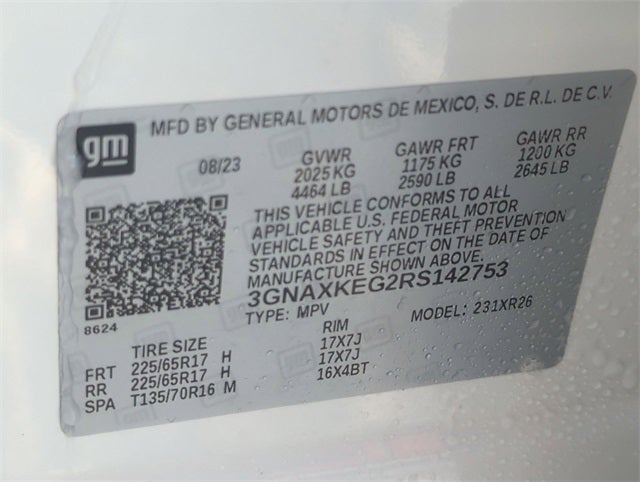 gm
MFD BY GENERAL MOTORS DE MEXICO, S. DE R.L. DE C.V.
08/23 GVWR GAWR FRT GAWR RR
2025 KG 1175 KG 1200 KG
4464 LB 2590 LB 2645 LB
THIS VEHICLE CONFORMS TO ALL
APPLICABLE U.S. FEDERAL MOTOR
VEHICLE SAFETY AND THEFT PREVENTION
STANDARDS IN EFFECT ON THE DATE OF
MANUFACTURE SHOWN ABOVE.
3GNAXKEG2RS142753
8624
TYPE: MPV MODEL: 231XR26
TIRE SIZE RIM
FRT 225/65R17 H 17X7J
RR 225/65R17 H 17X7J
SPA T135/70R16 M 16X4BT